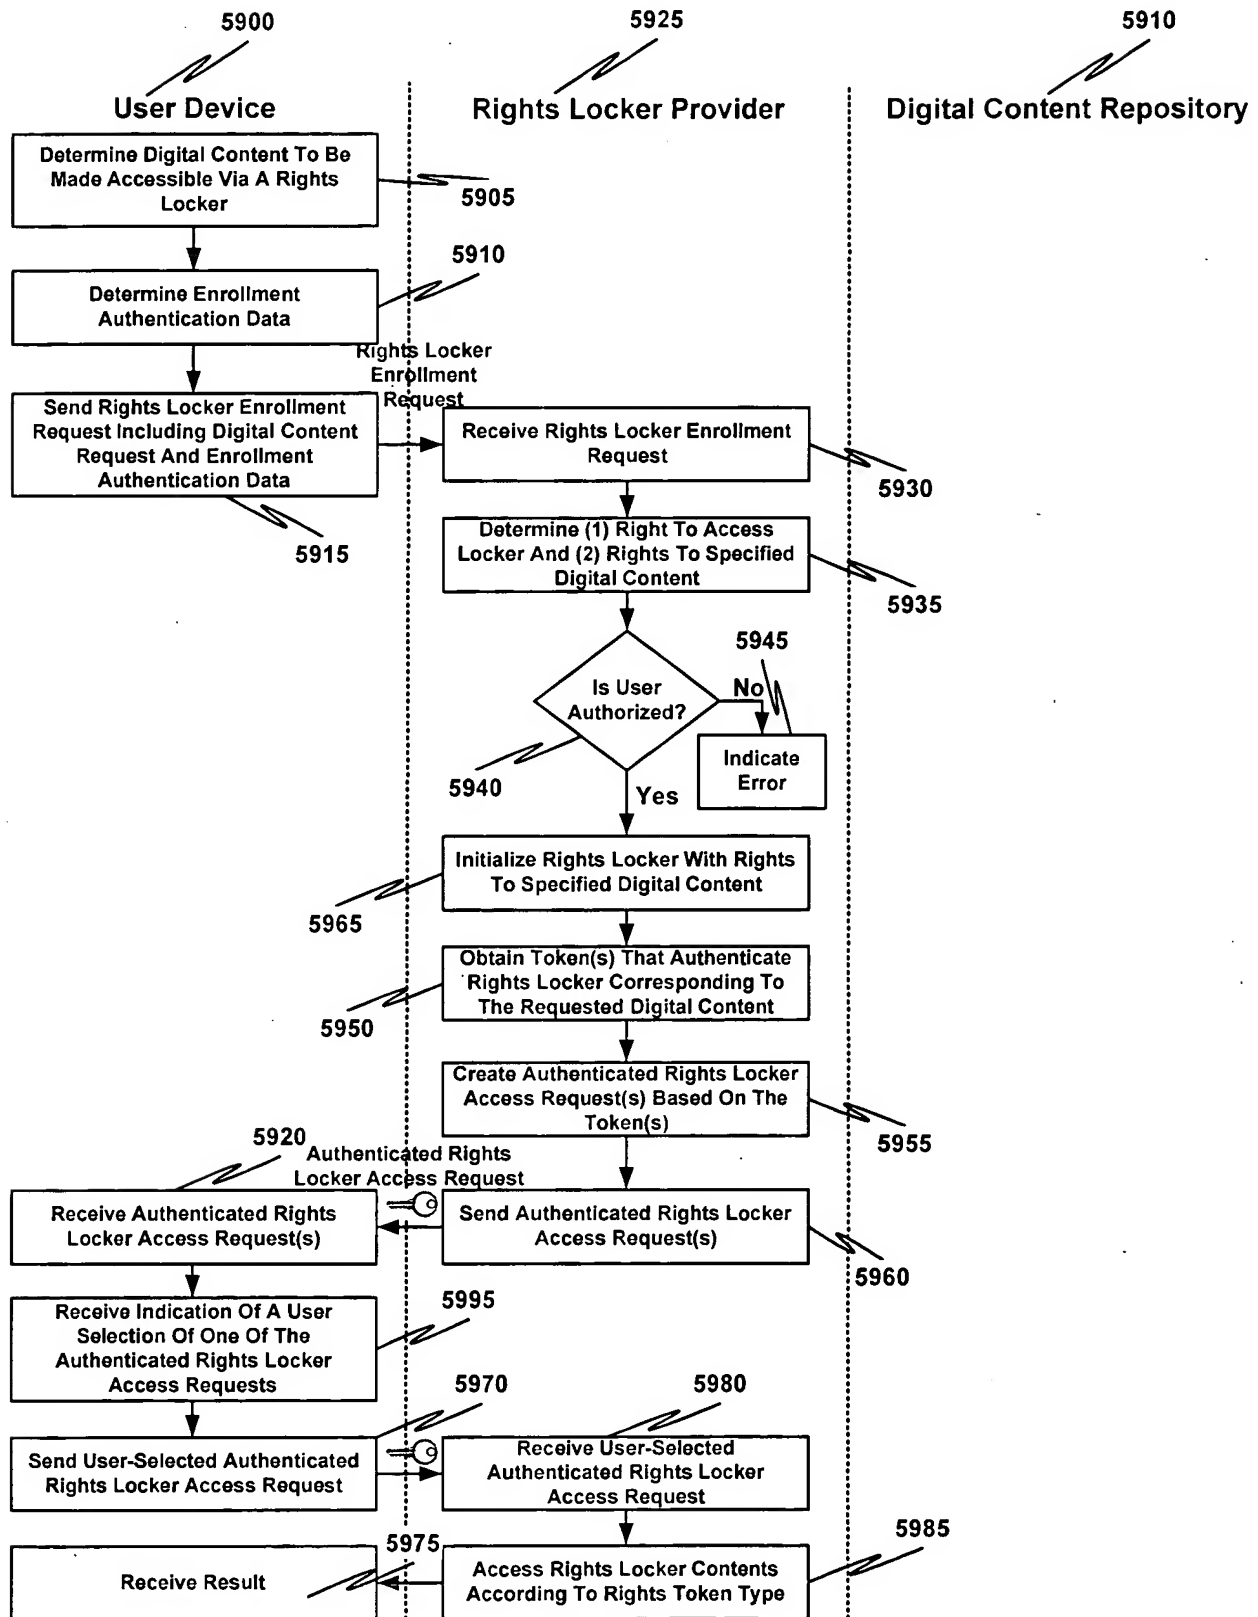 5900
5925
5910
User Device
Rights Locker Provider
Digital Content Repository
Determine Digital Content To Be
Made Accessible Via A Rights
Locker
5905
5910
Determine Enrollment
Authentication Data
Rights Locker
Enrollment
Request
Send Rights Locker Enrollment
Request Including Digital Content
Request And Enrollment
Authentication Data
5915
Receive Rights Locker Enrollment
Request
5930
Determine (1) Right To Access
Locker And (2) Rights To Specified
Digital Content
5935
Is User
Authorized?
5940
No
5945
Indicate
Error
Yes
Initialize Rights Locker With Rights
To Specified Digital Content
5965
Obtain Token(s) That Authenticate
Rights Locker Corresponding To
The Requested Digital Content
5950
Create Authenticated Rights Locker
Access Request(s) Based On The
Token(s)
5955
5920
Authenticated Rights
Locker Access Request
Receive Authenticated Rights
Locker Access Request(s)
Send Authenticated Rights Locker
Access Request(s)
5960
Receive Indication Of A User
Selection Of One Of The
Authenticated Rights Locker
Access Requests
5995
5970
5980
Send User-Selected Authenticated
Rights Locker Access Request
Receive User-Selected
Authenticated Rights Locker
Access Request
5975
5985
Receive Result
Access Rights Locker Contents
According To Rights Token Type